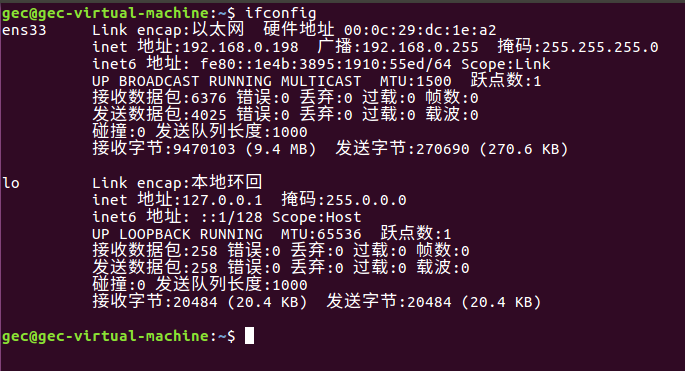 gec@gec-virtual-machine:~$ ifconfig
ens33     Link encap:以太网  硬件地址 00:0c:29:dc:1e:a2
          inet 地址:192.168.0.198  广播:192.168.0.255  掩码:255.255.255.0
          inet6 地址: fe80::1e4b:3895:1910:55ed/64 Scope:Link
          UP BROADCAST RUNNING MULTICAST  MTU:1500  跃点数:1
          接收数据包:6376 错误:0 丢弃:0 过载:0 帧数:0
          发送数据包:4025 错误:0 丢弃:0 过载:0 载波:0
          碰撞:0 发送队列长度:1000
          接收字节:9470103 (9.4 MB)  发送字节:270690 (270.6 KB)
lo        Link encap:本地环回
          inet 地址:127.0.0.1  掩码:255.0.0.0
          inet6 地址: ::1/128 Scope:Host
          UP LOOPBACK RUNNING  MTU:65536  跃点数:1
          接收数据包:258 错误:0 丢弃:0 过载:0 帧数:0
          发送数据包:258 错误:0 丢弃:0 过载:0 载波:0
          碰撞:0 发送队列长度:1000
          接收字节:20484 (20.4 KB)  发送字节:20484 (20.4 KB)
gec@gec-virtual-machine:~$